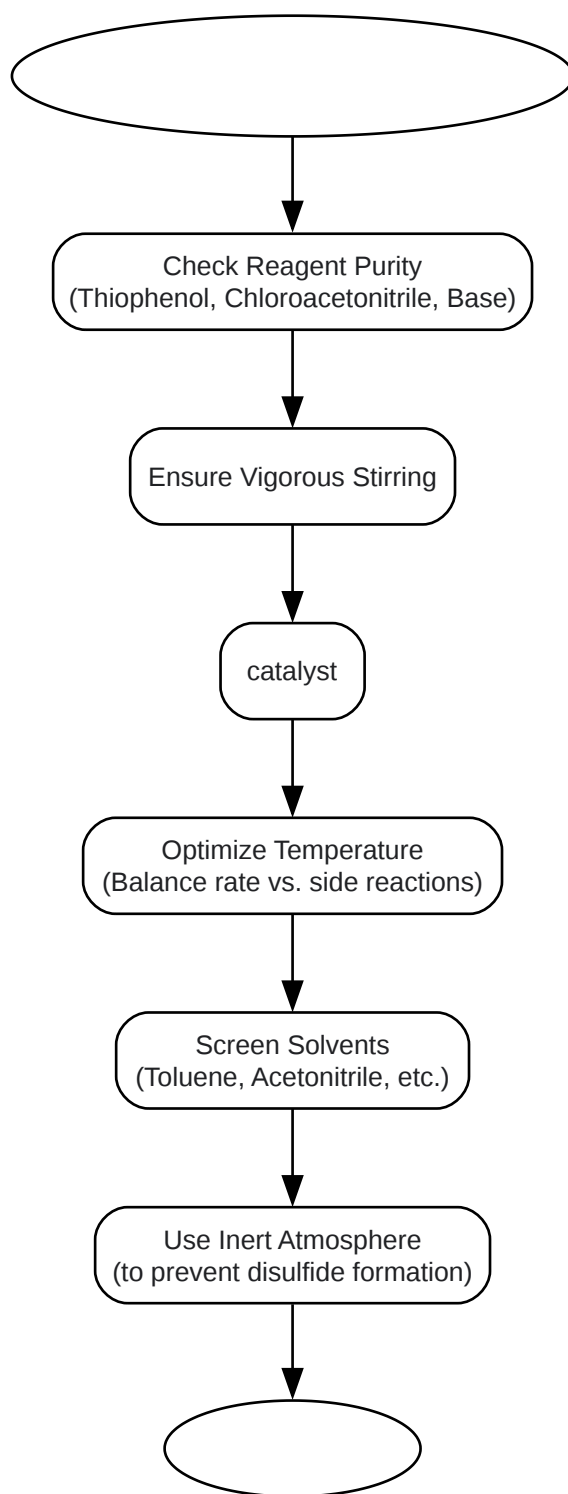 Check Reagent Purity
(Thiophenol, Chloroacetonitrile, Base)
Ensure Vigorous Stirring
catalyst
Optimize Temperature
(Balance rate vs. side reactions)
Screen Solvents
(Toluene, Acetonitrile, etc.)
Use Inert Atmosphere
(to prevent disulfide formation)